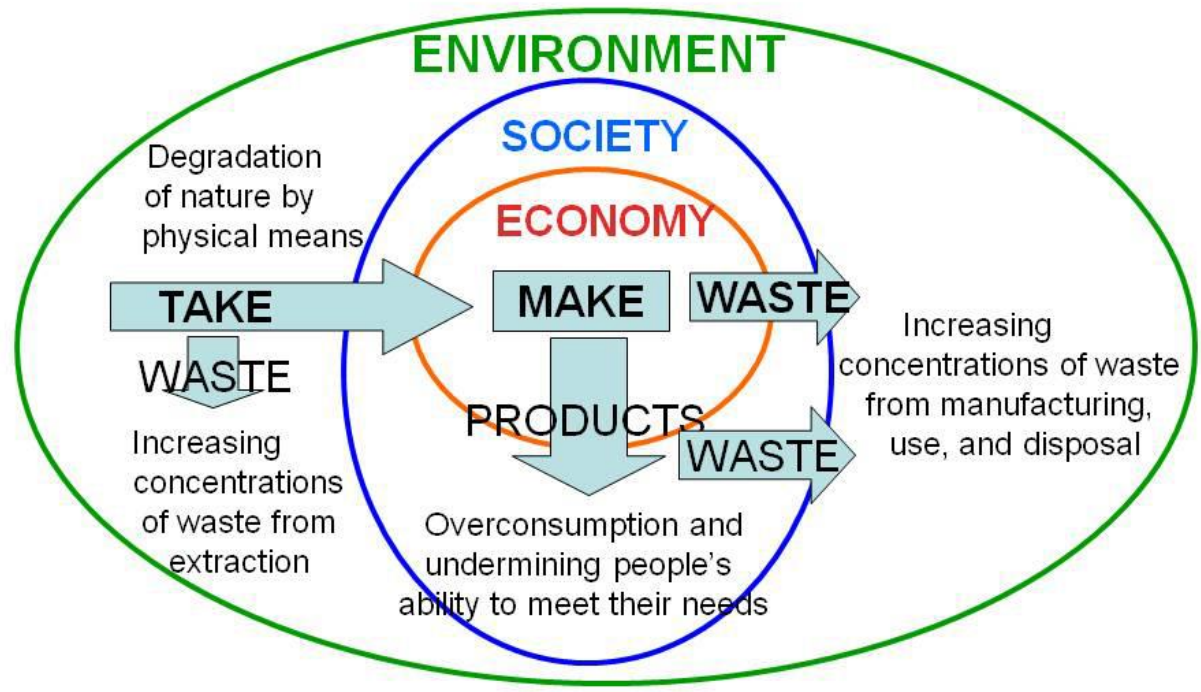 ENVIRONMENT
SOCIETY
ECONOMY
Degradation
of nature by
physical means
TAKE
MAKE
WASTE
WASTE
Increasing
concentrations
of waste from
extraction
PRODUCTS
WASTE
Overconsumption and
undermining people's
ability to meet their needs
Increasing
concentrations of waste
from manufacturing,
use, and disposal